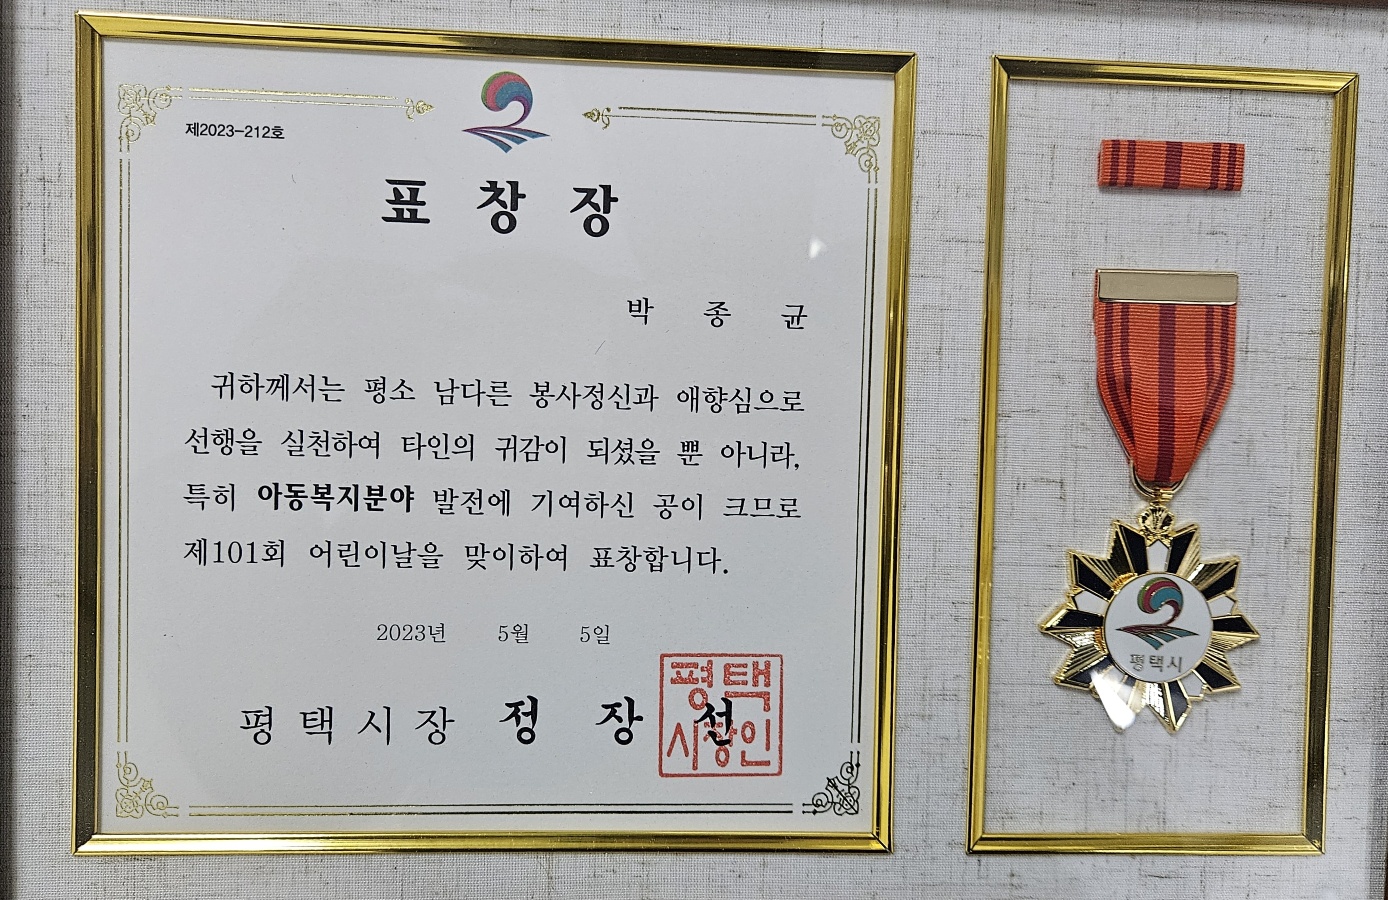 제2023-212호
표 창 장
박 종 균
귀하께서는 평소 남다른 봉사정신과 애향심으로
선행을 실천하여 타인의 귀감이 되셨을 뿐 아니라,
특히 아동복지분야 발전에 기여하신 공이 크므로
제101회 어린이날을 맞이하여 표창합니다.
2023년 5월 5일
평택시장 정 장 선
평택
시장인
평택시